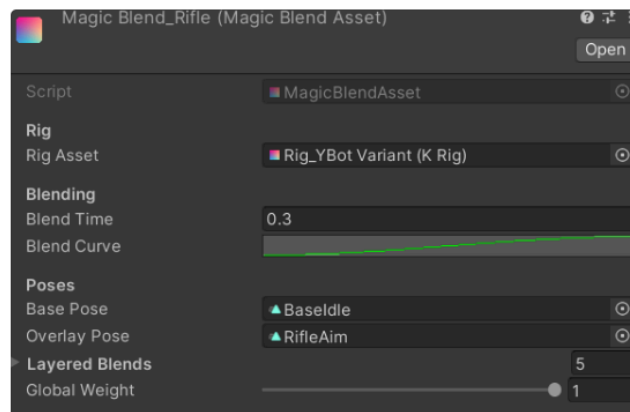 Magic Blend_Rifle (Magic Blend Asset)
Open
Script MagicBlendAsset
Rig
Rig Asset Rig_YBot Variant (K Rig)
Blending
Blend Time 0.3
Blend Curve
Poses
Base Pose BaseIdle
Overlay Pose RifleAim
Layered Blends 5
Global Weight 1